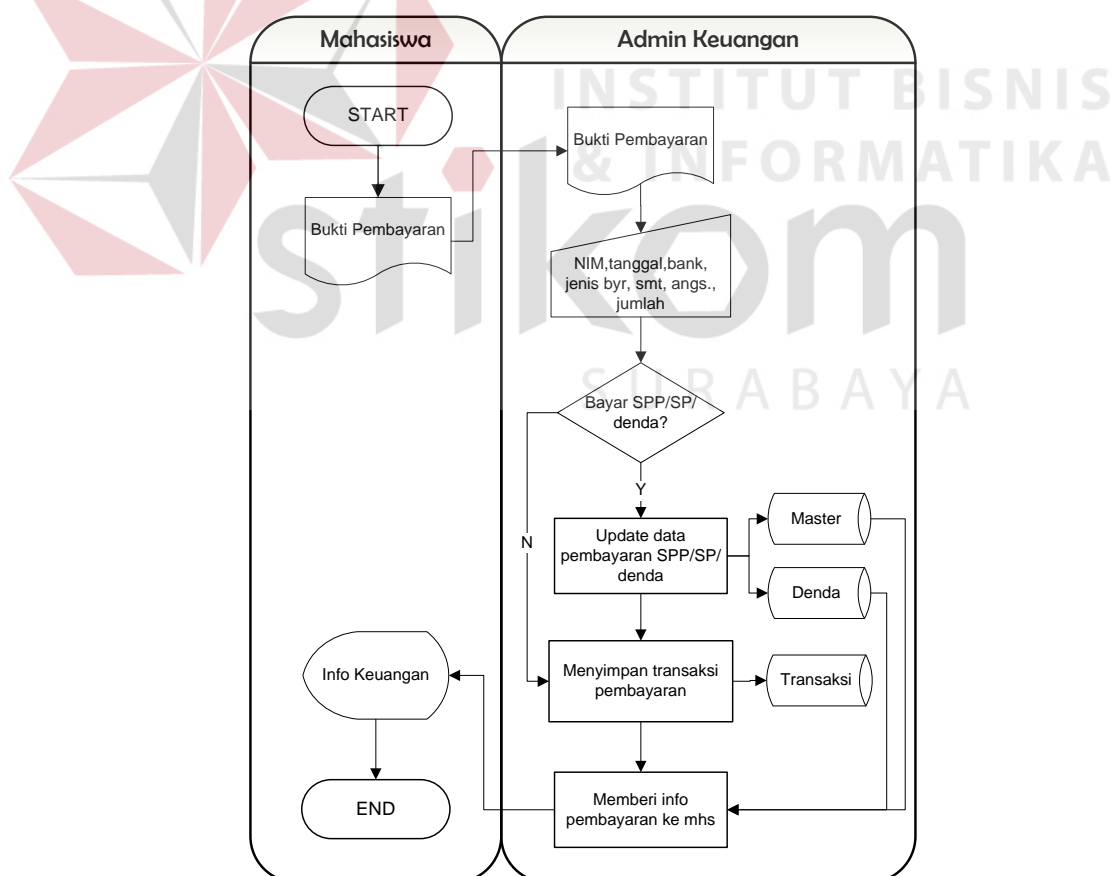 Mahasiswa
Admin Keuangan
INSTITUT BISNIS
& INFORMATIKA
stikom
SURABAYA
START
Bukti Pembayaran
Bukti Pembayaran
NIM,tanggal,bank,
jenis byr, smt, angs.,
jumlah
Bayar SPP/SP/
denda?
Y
N
Update data
pembayaran SPP/SP/
denda
Master
Denda
Menyimpan transaksi
pembayaran
Transaksi
Info Keuangan
Memberi info
pembayaran ke mhs
END